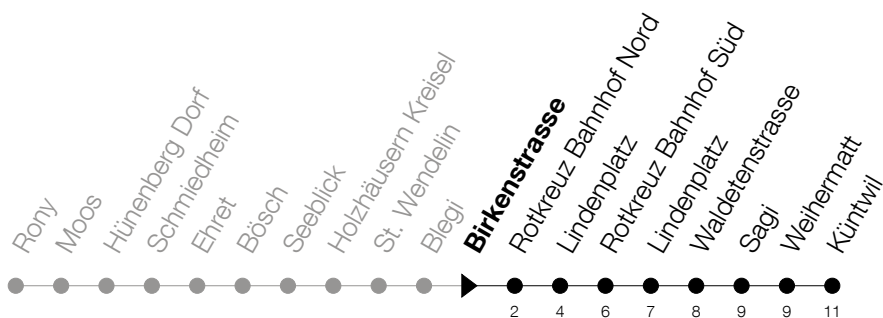 Rony
Moos
Hünenberg Dorf
Schmiedheim
Ehret
Bösch
Seeblick
Holzhäusern Kreisel
St. Wendelin
Blegi
Birkenstrasse
Rotkreuz Bahnhof Nord
Lindenplatz
Rotkreuz Bahnhof Süd
Lindenplatz
Waldetenstrasse
Sagi
Weihermatt
Küntwil
2 4 6 7 8 9 9 11